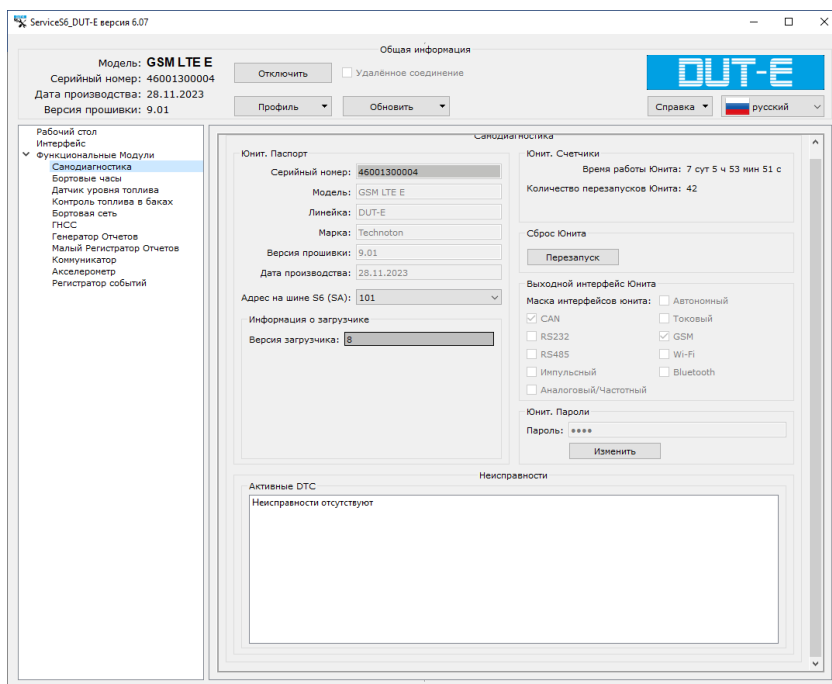 ServiceS6_DUT-E версия 6.07
Общая информация
Модель: GSM LTE E
Серийный номер: 46001300004
Дата производства: 28.11.2023
Версия прошивки: 9.01
Отключить
Удалённое соединение
Профиль
Обновить
DUT-E
Справка
русский
Рабочий стол
Интерфейс
Функциональные Модули
Самодиагностика
Бортовые часы
Датчик уровня топлива
Контроль топлива в баках
Бортовая сеть
ГНСС
Генератор Отчетов
Малый Регистратор Отчетов
Коммуникатор
Акселерометр
Регистратор событий
Самодиагностика
Юнит. Паспорт
Серийный номер: 46001300004
Модель: GSM LTE E
Линейка: DUT-E
Марка: Technoton
Версия прошивки: 9.01
Дата производства: 28.11.2023
Адрес на шине S6 (SA): 101
Информация о загрузчике
Версия загрузчика: 8
Юнит. Счетчики
Время работы Юнита: 7 сут 5 ч 53 мин 51 с
Количество перезапусков Юнита: 42
Сброс Юнита
Перезапуск
Выходной интерфейс Юнита
Маска интерфейсов юнита: Автономный
CAN Токовый
RS232 GSM
RS485 Wi-Fi
Импульсный Bluetooth
Аналоговый/Частотный
Юнит. Пароли
Пароль: ●●●●
Изменить
Неисправности
Активные DTC
Неисправности отсутствуют